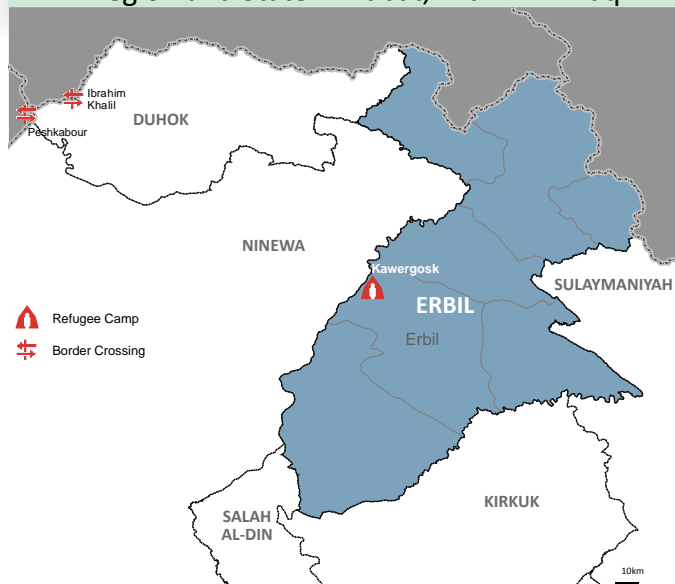 Ibrahim
Khalil
DUHOK
Peshkabour
NINEWA
Kawergosk
SULAYMANIYAH
ERBIL
Refugee Camp
Erbil
Border Crossing
KIRKUK
SALAH
AL-DIN
10km